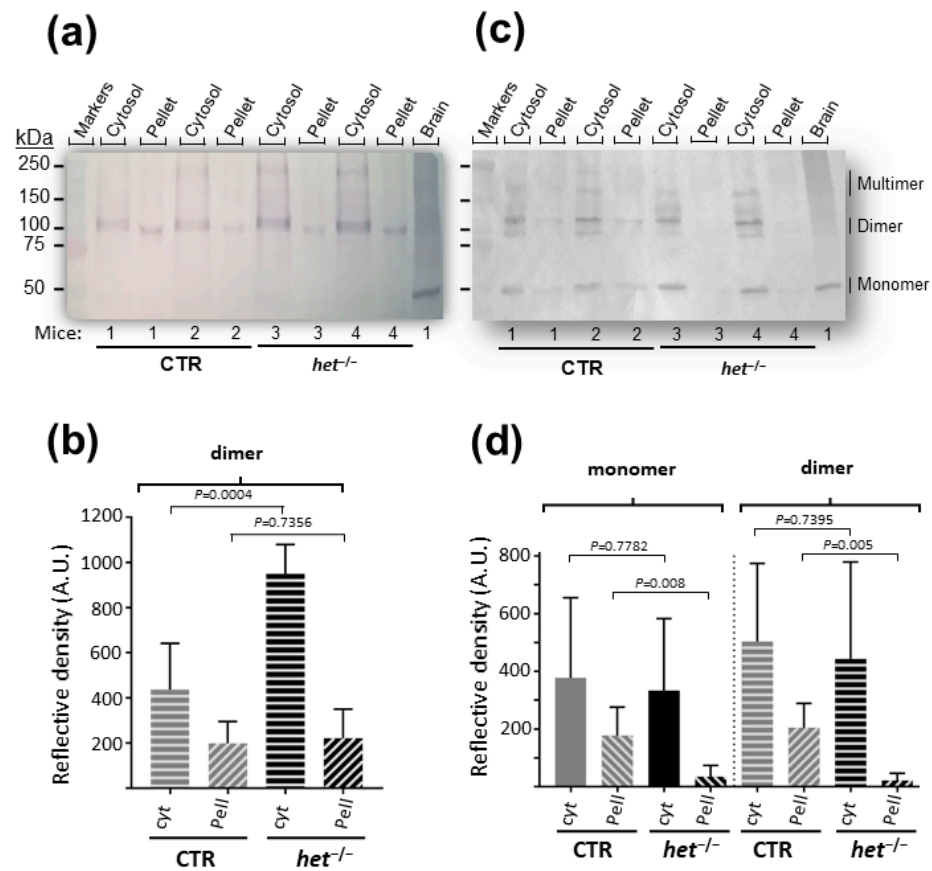 (a)
kDa
Markers
Cytosol
Pellet
Cytosol
Pellet
Cytosol
Pellet
Cytosol
Pellet
Brain
250
150
100
75
50
Mice: 1 1 2 2 3 3 4 4 1
CTR het−/−
(c)
Markers
Cytosol
Pellet
Cytosol
Pellet
Cytosol
Pellet
Cytosol
Pellet
Brain
Multimer
Dimer
Monomer
1 1 2 2 3 3 4 4 1
CTR het−/−
(b)
dimer
P=0.0004
P=0.7356
Reflective density (A.U.)
1200
1000
800
600
400
200
cyt Pell cyt Pell
CTR het−/−
(d)
monomer dimer
P=0.7395
P=0.7782 P=0.005
P=0.008
Reflective density (A.U.)
800
600
400
200
cyt Pell cyt Pell cyt Pell cyt Pell
CTR het−/− CTR het−/−